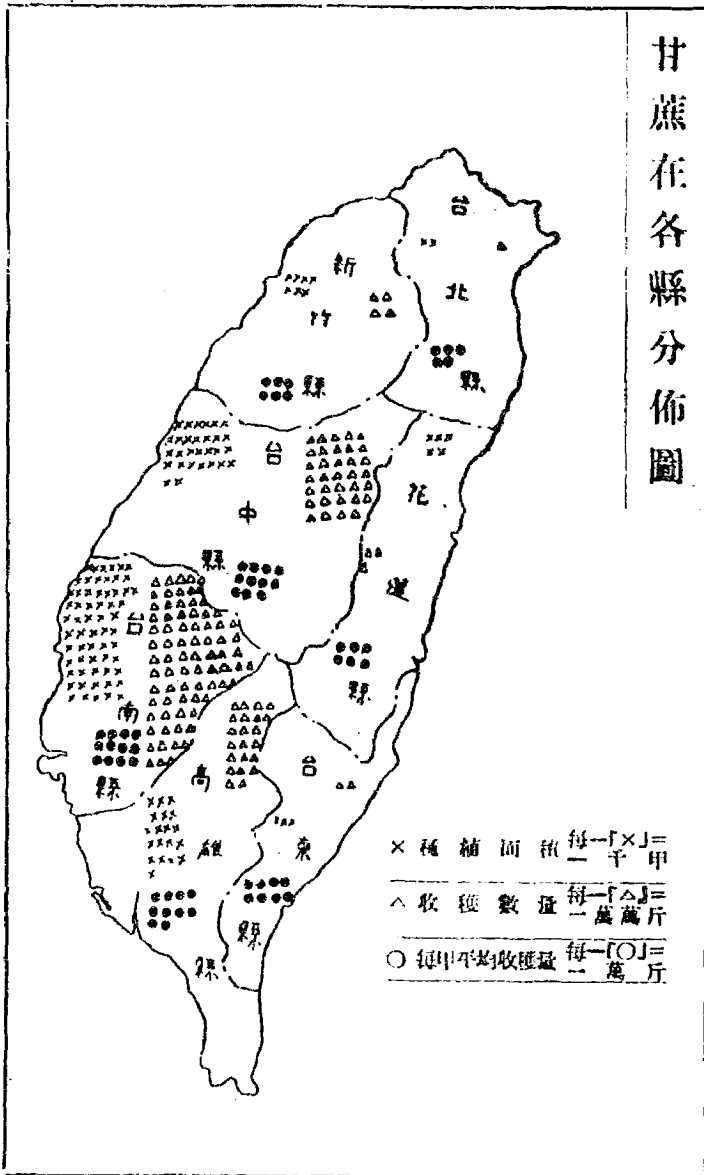 甘蔗在各縣分佈圖
台北縣
新竹縣
台中縣
花蓮縣
台南縣
高雄縣
台東縣
× 種植面積 每一『×』=一千甲
△ 收穫數量 每一『△』=一萬萬斤
○ 每甲平均收穫量 每一『○』=一萬斤